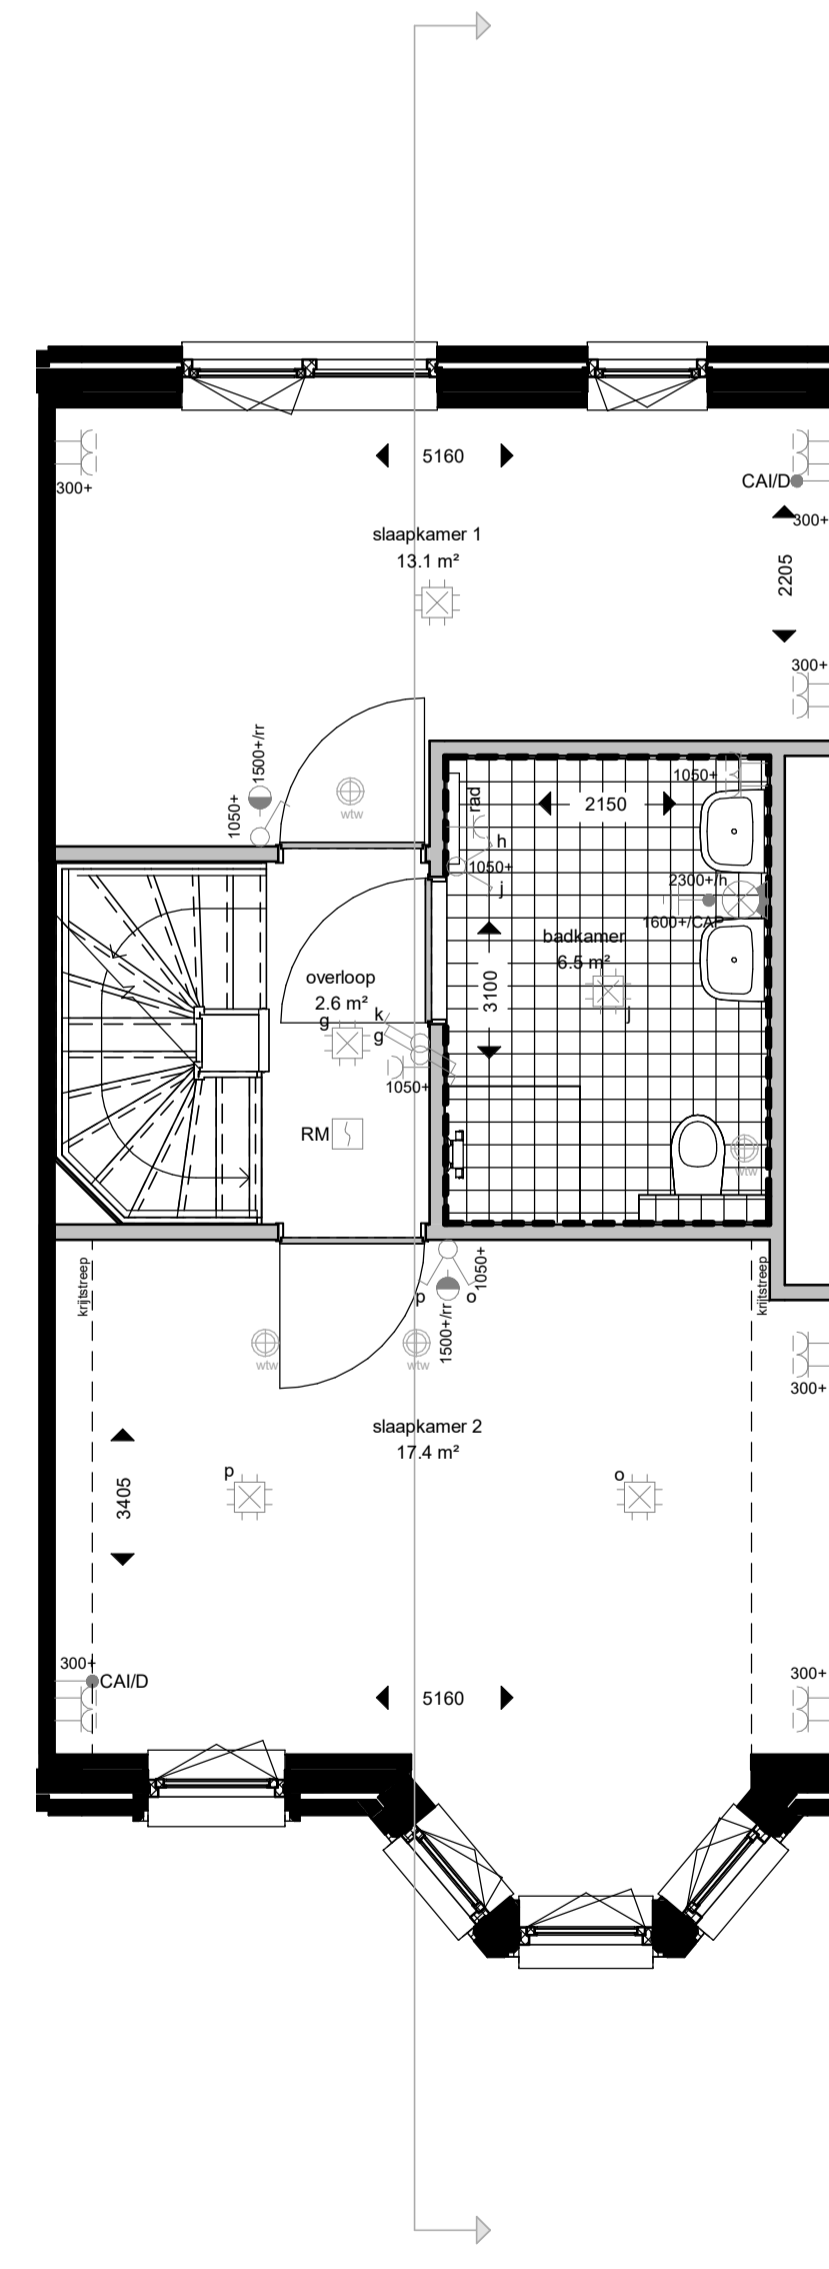 5160
300+
CAI/D
300+
slaapkamer 1
13.1 m²
2205
300+
1500+/rr
1050+
wtw
1050+
rad
2150
h
1050+
j
2300+/h
1600+/CAP
badkamer
6.5 m²
3100
j
overloop
2.6 m²
g
k
g
1050+
RM
wtw
krijtstreep
krijtstreep
1050+
p
o
1500+/rr
wtw
wtw
300+
slaapkamer 2
17.4 m²
p
o
3405
300+
CAI/D
300+
5160